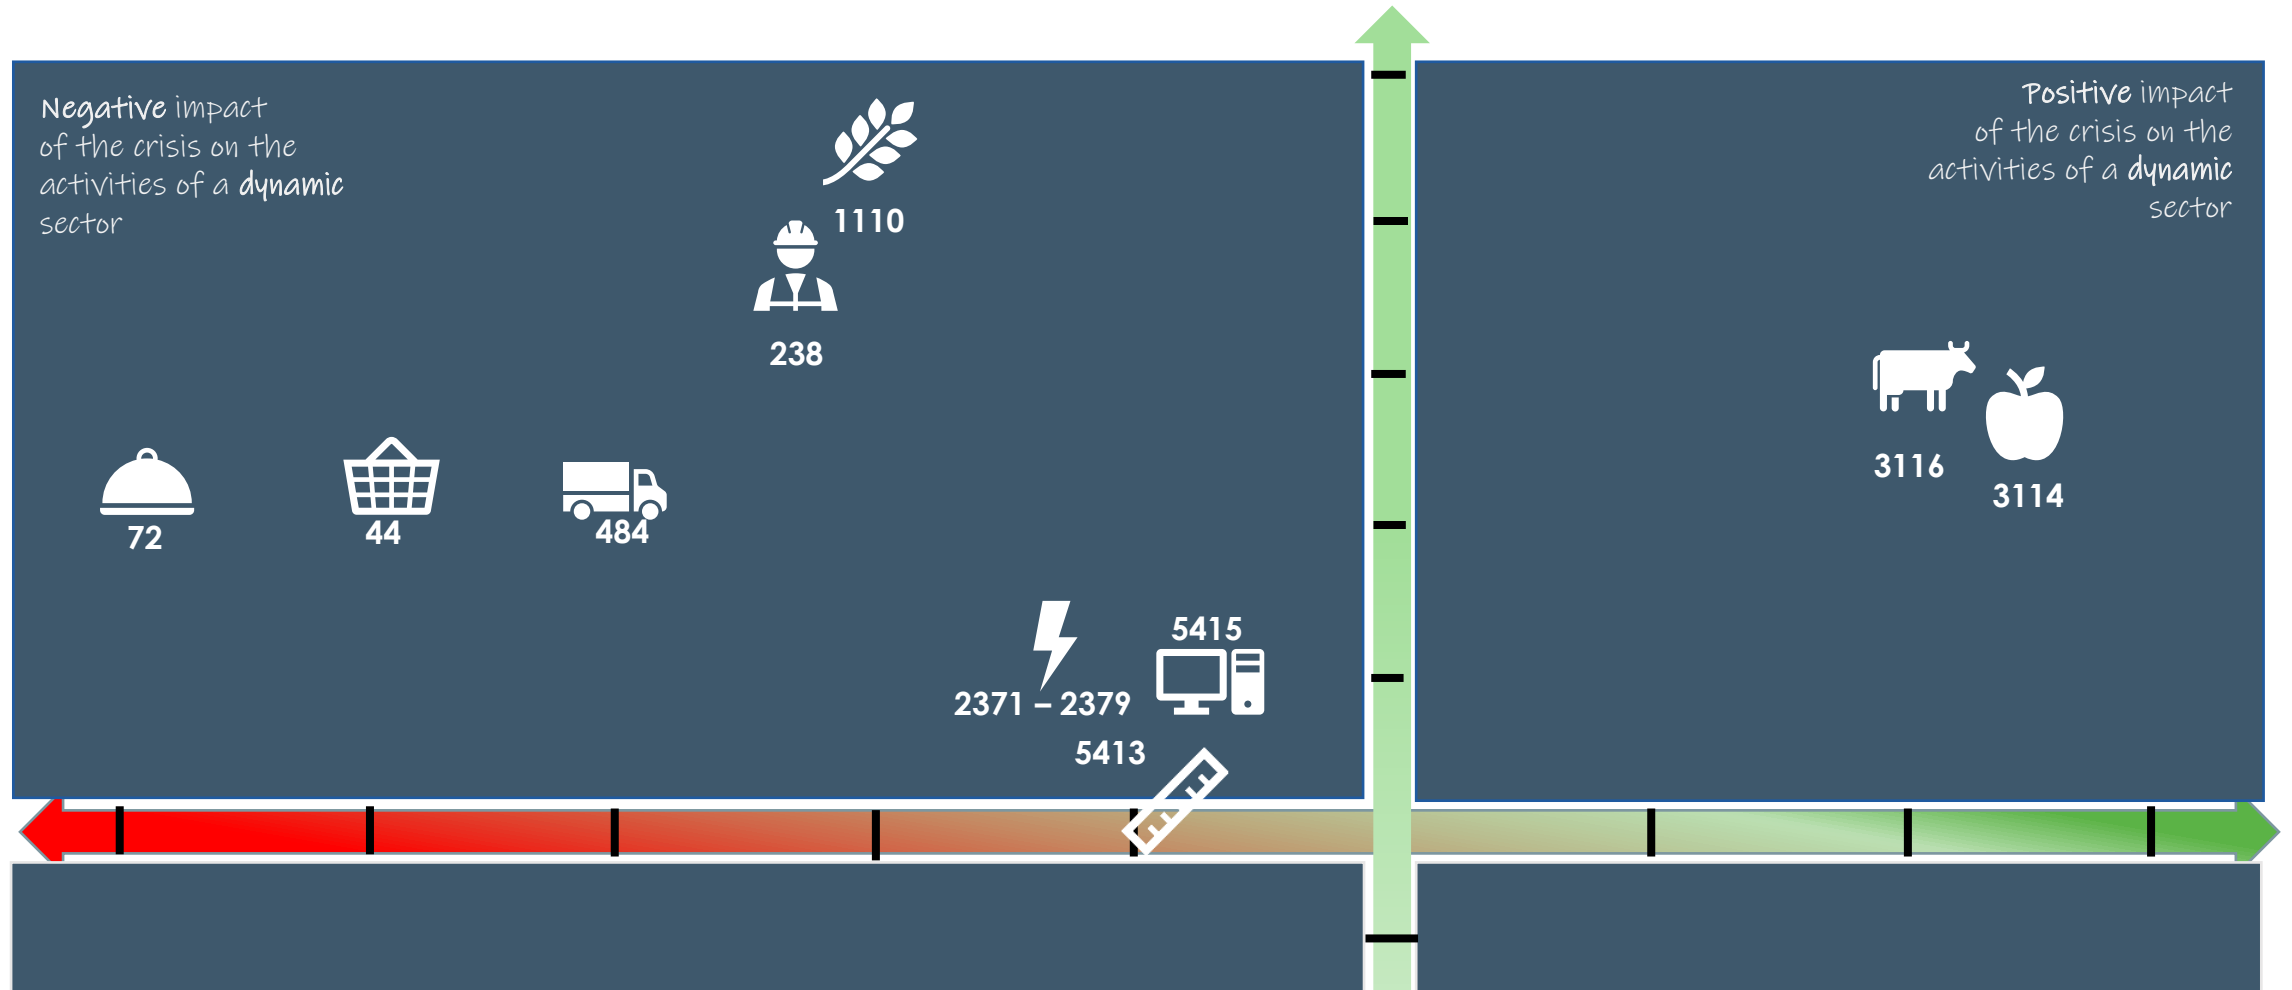 Negative impact
of the crisis on the
activities of a dynamic
sector
Positive impact
of the crisis on the
activities of a dynamic
sector
1110
238
3116
3114
72
44
484
5415
2371 – 2379
5413